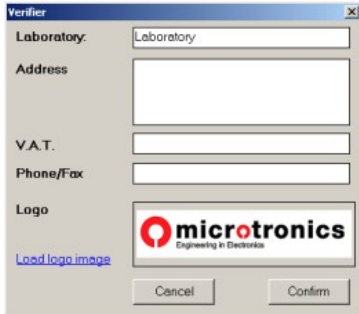 Verifier
Laboratory: Laboratory
Address
V.A.T.
Phone/Fax
Logo
microtronics
Engineering in Electronics
Load logo image
Cancel Confirm